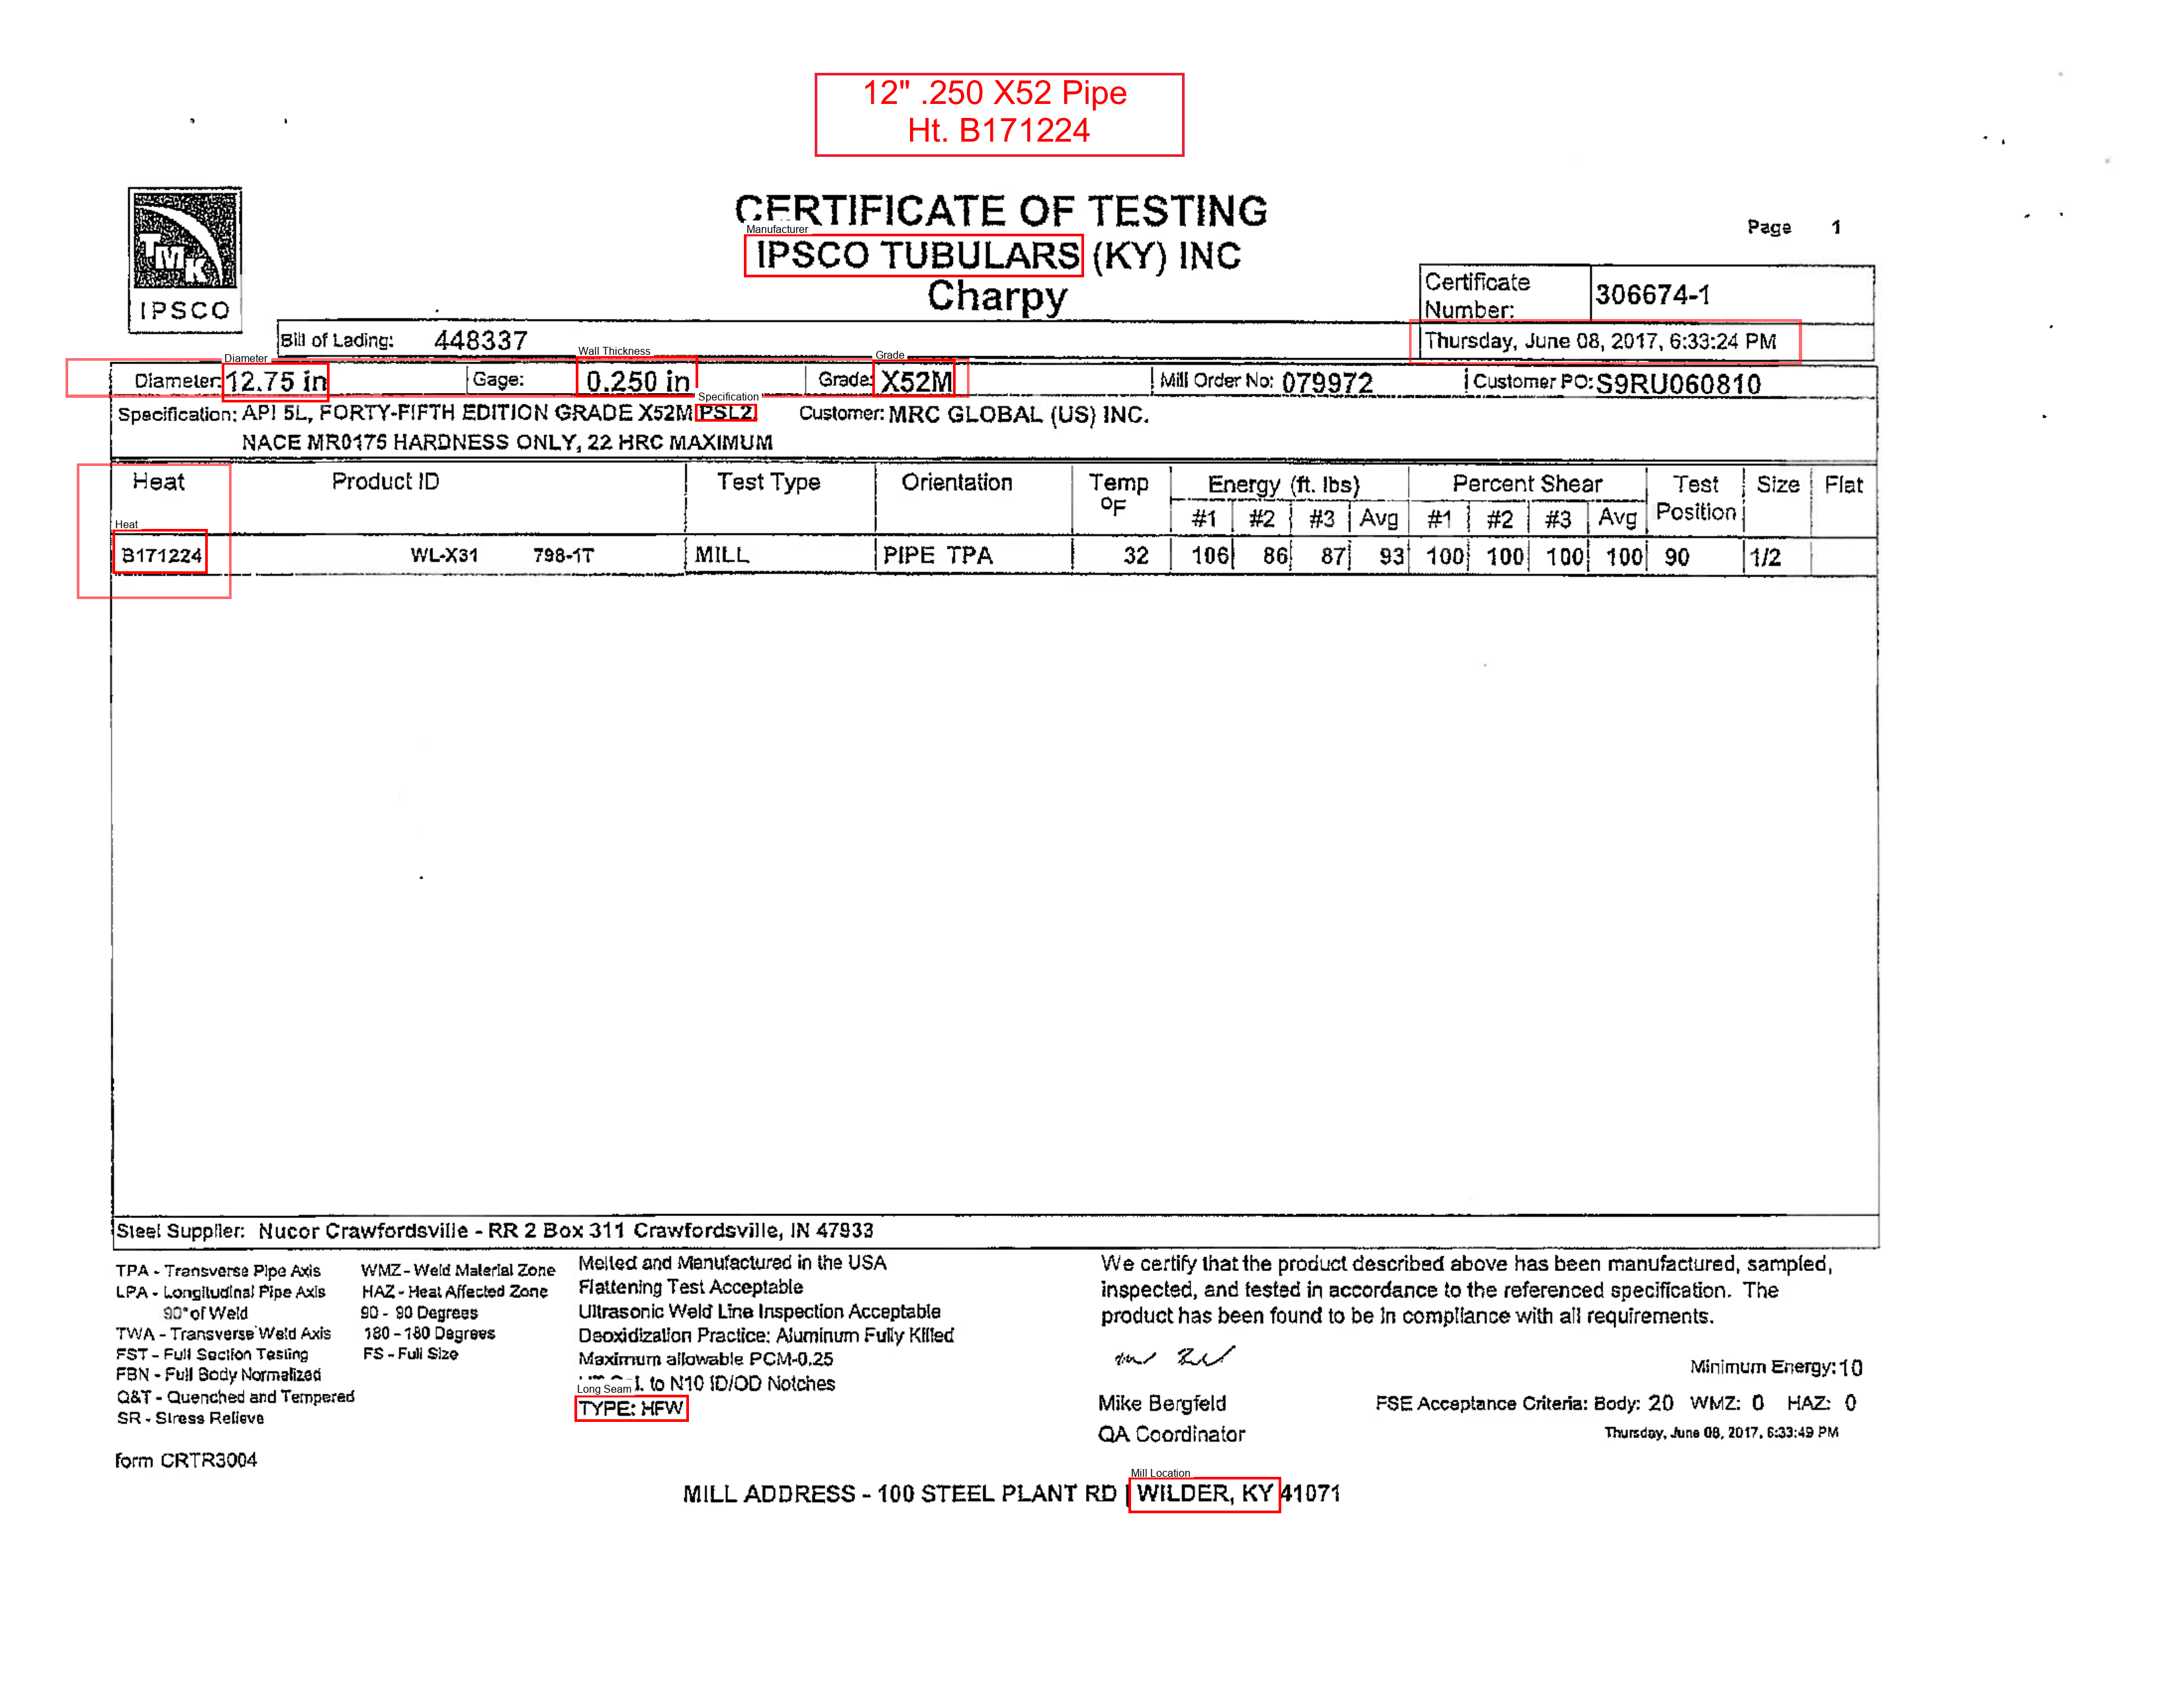 12" .250 X52 Pipe
Ht. B171224
CERTIFICATE OF TESTING
Page 1
Manufacturer
IPSCO TUBULARS (KY) INC
Charpy
TMK
IPSCO
Certificate Number: 306674-1
Bill of Lading: 448337
Thursday, June 08, 2017, 6:33:24 PM
Diameter Wall Thickness Grade
Diameter: 12.75 in Gage: 0.250 in Grade: X52M Mill Order No: 079972 Customer PO: S9RU060810
Specification
Specification: API 5L, FORTY-FIFTH EDITION GRADE X52M PSL2 Customer: MRC GLOBAL (US) INC.
NACE MR0175 HARDNESS ONLY, 22 HRC MAXIMUM
Heat Product ID Test Type Orientation Temp ºF Energy (ft. lbs) Percent Shear Test Position Size Flat
#1 #2 #3 Avg #1 #2 #3 Avg
Heat
B171224 WL-X31 798-1T MILL PIPE TPA 32 106 86 87 93 100 100 100 100 90 1/2
Steel Supplier: Nucor Crawfordsville - RR 2 Box 311 Crawfordsville, IN 47933
TPA - Transverse Pipe Axis
LPA - Longitudinal Pipe Axis
90° of Weld
TWA - Transverse Weld Axis
FST - Full Section Testing
FBN - Full Body Normalized
Q&T - Quenched and Tempered
SR - Stress Relieve
WMZ - Weld Material Zone
HAZ - Heat Affected Zone
90 - 90 Degrees
180 - 180 Degrees
FS - Full Size
Melted and Manufactured in the USA
Flattening Test Acceptable
Ultrasonic Weld Line Inspection Acceptable
Deoxidization Practice: Aluminum Fully Killed
Maximum allowable PCM-0.25
to N10 ID/OD Notches
Long Seam
TYPE: HFW
We certify that the product described above has been manufactured, sampled,
inspected, and tested in accordance to the referenced specification. The
product has been found to be in compliance with all requirements.
Minimum Energy: 10
Mike Bergfeld
QA Coordinator
FSE Acceptance Criteria: Body: 20 WMZ: 0 HAZ: 0
Thursday, June 08, 2017, 6:33:49 PM
form CRTR3004
Mill Location
MILL ADDRESS - 100 STEEL PLANT RD WILDER, KY 41071